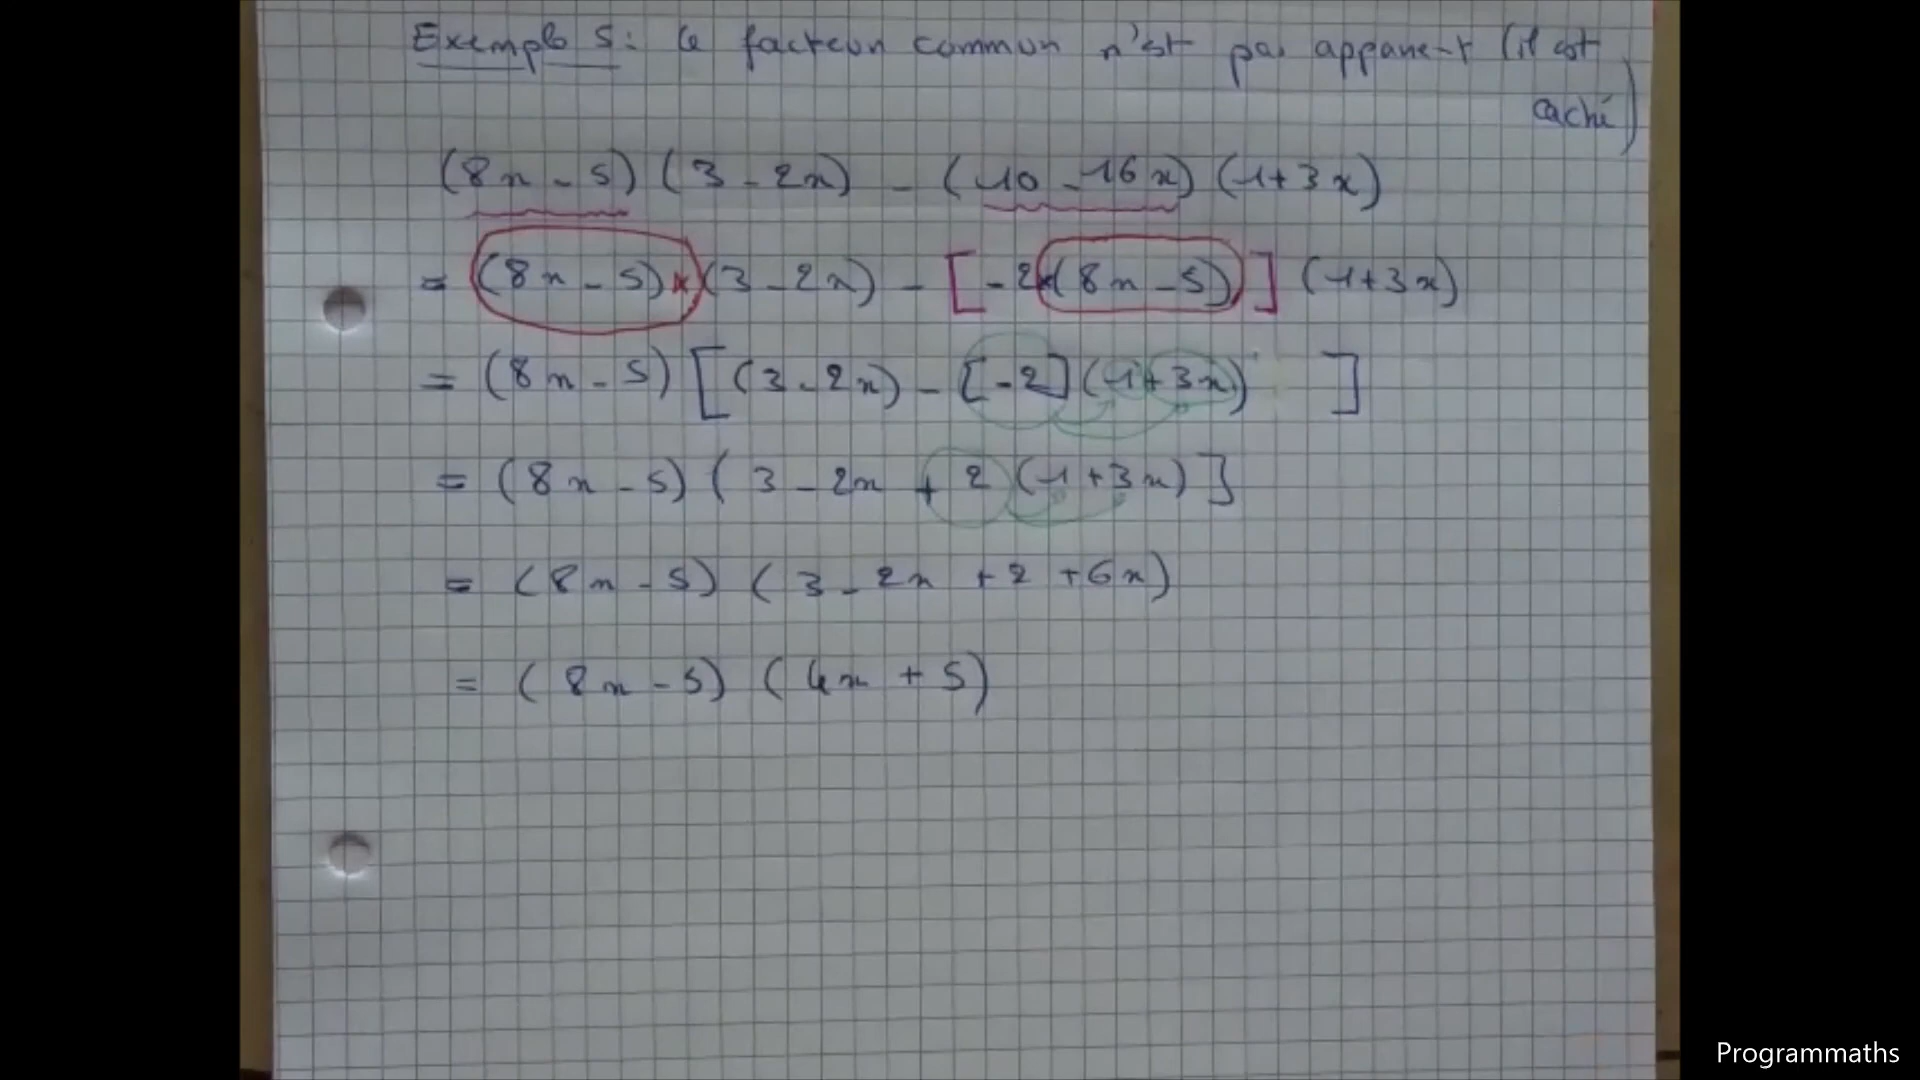 Exemple 5 : le facteur commun n'est pas apparent (il est
caché)
(8x - 5) (3 - 2x) - (10 - 16x) (1 + 3x)
= (8x - 5) × (3 - 2x) - [-2×(8x - 5)] (1 + 3x)
= (8x - 5) [(3 - 2x) - [-2] (1 + 3x) ]
= (8x - 5) ( 3 - 2x + 2 (1 + 3x) ]
= (8x - 5) ( 3 - 2x + 2 + 6x)
= (8x - 5) (4x + 5)
Programmaths